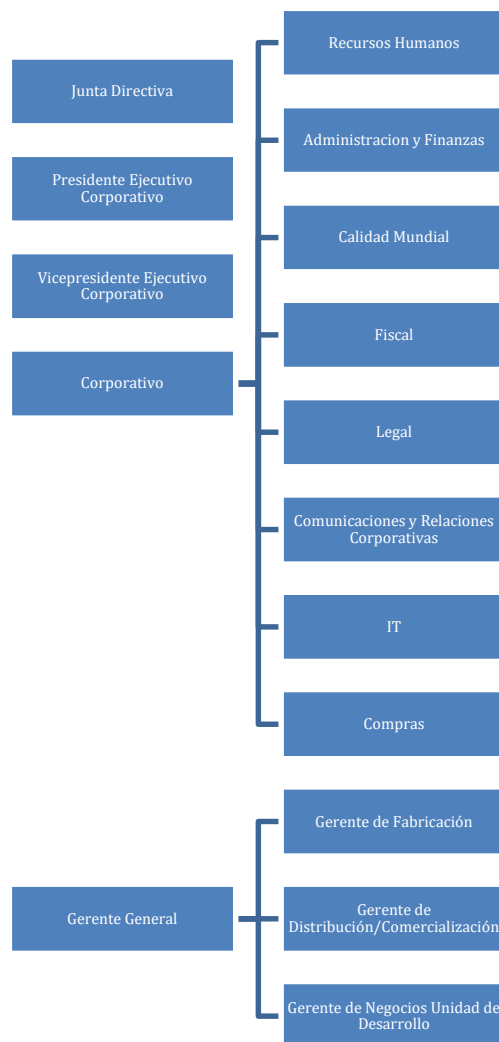 Junta Directiva
Presidente Ejecutivo
Corporativo
Vicepresidente Ejecutivo
Corporativo
Corporativo
Recursos Humanos
Administracion y Finanzas
Calidad Mundial
Fiscal
Legal
Comunicaciones y Relaciones
Corporativas
IT
Compras
Gerente General
Gerente de Fabricación
Gerente de
Distribución/Comercialización
Gerente de Negocios Unidad de
Desarrollo